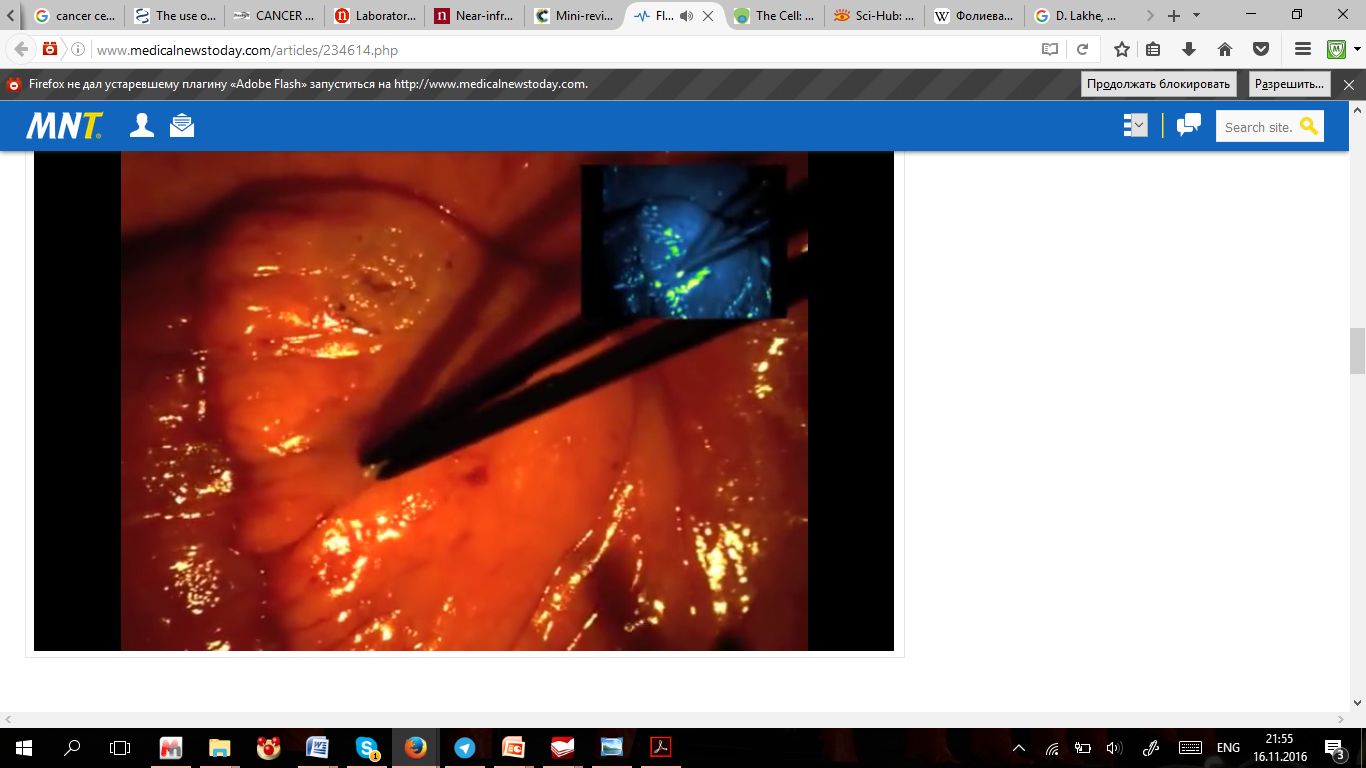 cancer ce...
The use o...
CANCER ...
Laborator...
Near-infr...
Mini-revi...
Fl...
The Cell: ...
Sci-Hub: ...
Фолиева...
D. Lakhe, ...
www.medicalnewstoday.com/articles/234614.php
Firefox не дал устаревшему плагину «Adobe Flash» запуститься на http://www.medicalnewstoday.com.
Продолжать блокировать
Разрешить...
MNT
Search site.
ENG
21:55
16.11.2016
3
1